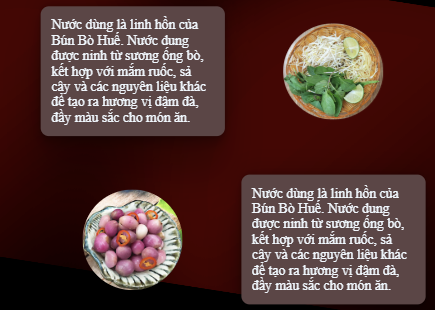 Nước dùng là linh hồn của
Bún Bò Huế. Nước dung
được ninh từ sương ống bò,
kết hợp với mắm ruốc, sả
cây và các nguyên liệu khác
để tạo ra hương vị đậm đà,
đầy màu sắc cho món ăn.
Nước dùng là linh hồn của
Bún Bò Huế. Nước dung
được ninh từ sương ống bò,
kết hợp với mắm ruốc, sả
cây và các nguyên liệu khác
để tạo ra hương vị đậm đà,
đầy màu sắc cho món ăn.